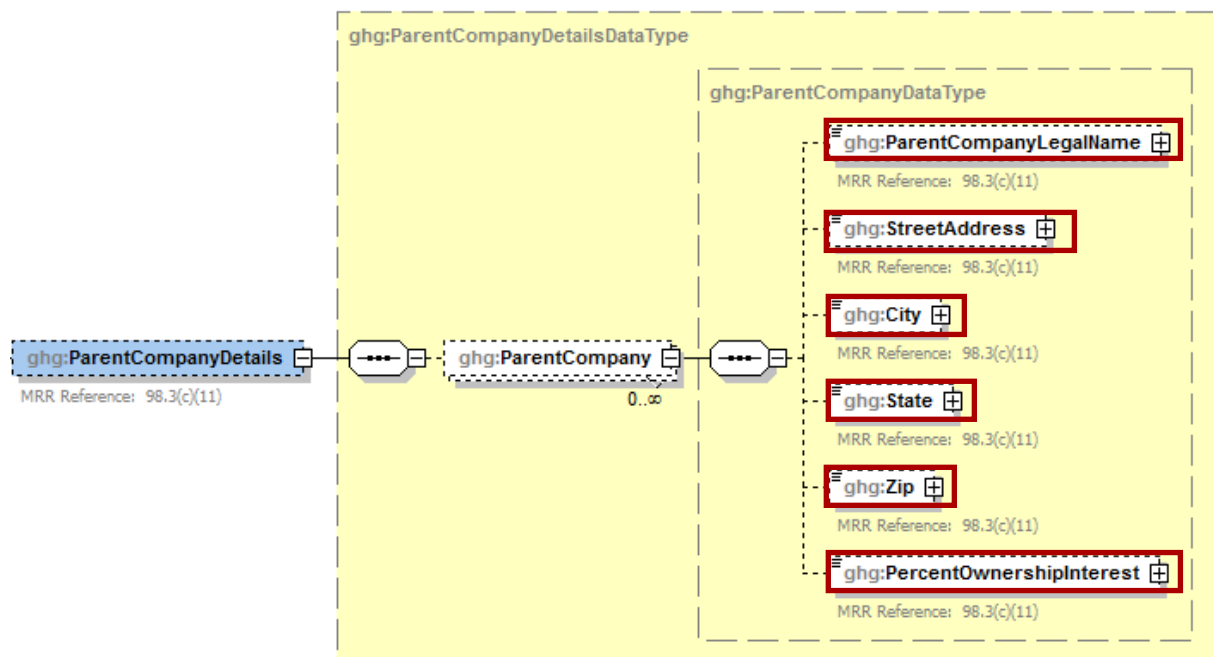 ghg:ParentCompanyDetailsDataType
ghg:ParentCompanyDataType
ghg:ParentCompanyLegalName
MRR Reference: 98.3(c)(11)
ghg:StreetAddress
MRR Reference: 98.3(c)(11)
ghg:City
MRR Reference: 98.3(c)(11)
ghg:ParentCompanyDetails
MRR Reference: 98.3(c)(11)
ghg:ParentCompany
0..∞
ghg:State
MRR Reference: 98.3(c)(11)
ghg:Zip
MRR Reference: 98.3(c)(11)
ghg:PercentOwnershipInterest
MRR Reference: 98.3(c)(11)